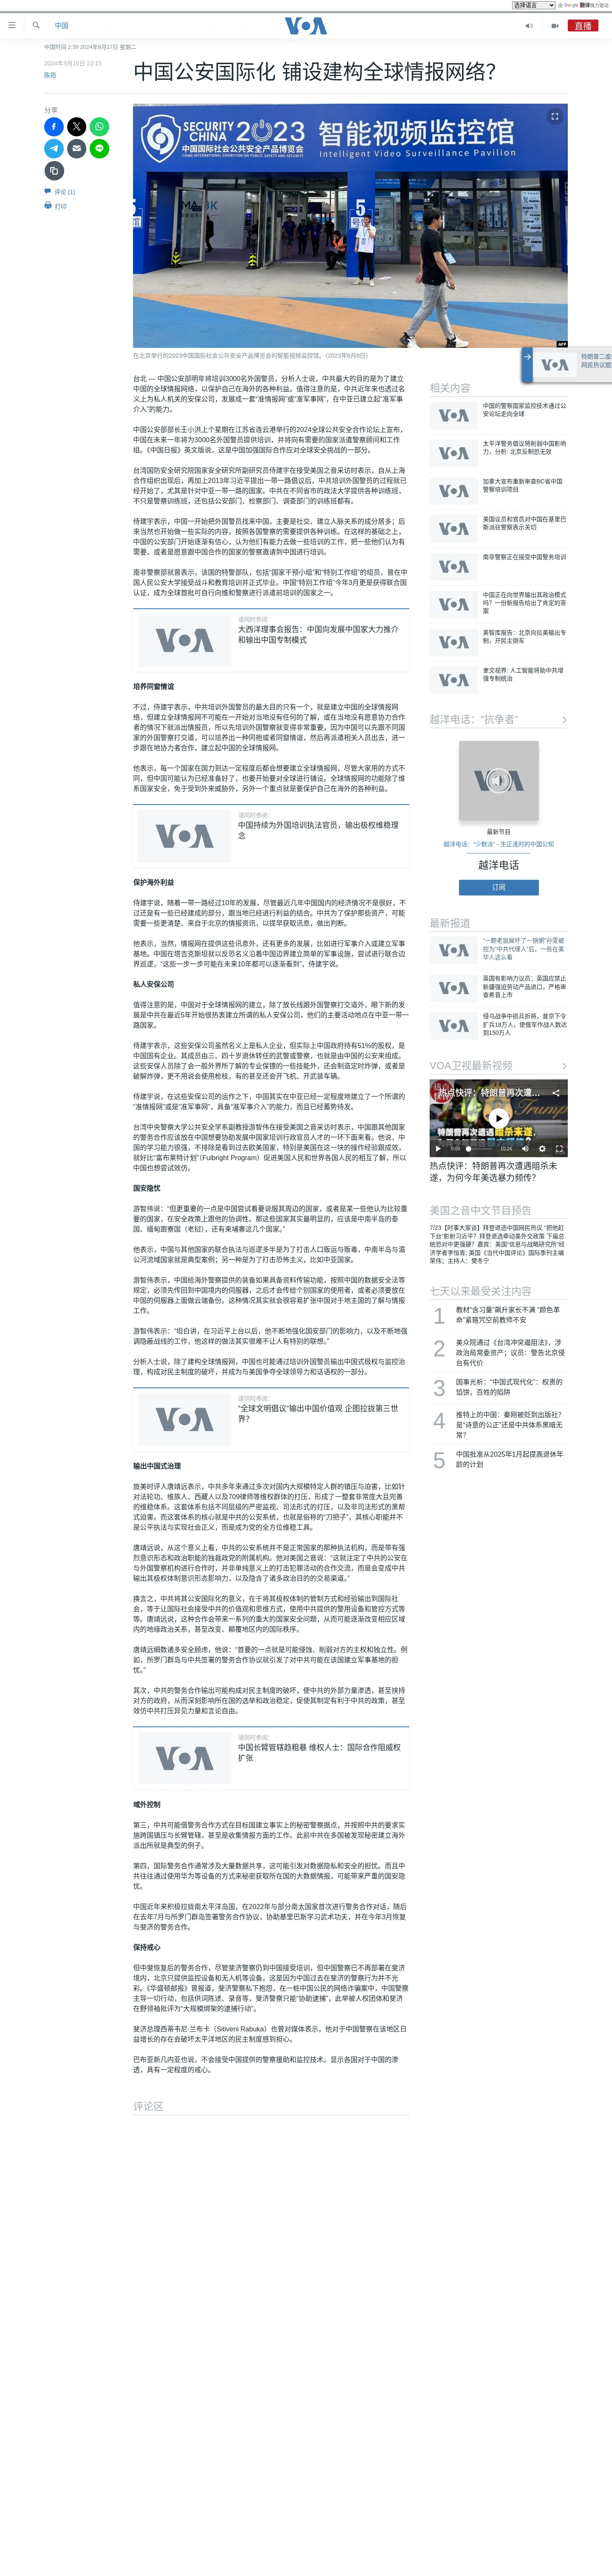 选择语言
由 Google 翻译强力驱动
中国
VOA
直播
中国时间 2:39 2024年9月17日 星期二
2024年9月16日 22:15
陈筠
中国公安国际化 铺设建构全球情报网络？
分享
评论 (1)
打印
SECURITY CHINA 2023
中国国际社会公共安全产品博览会
智能视频监控馆
Intelligent Video Surveillance Pavilion
5号馆
AFP
在北京举行的2023中国国际社会公共安全产品博览会的智能视频监控馆。（2023年6月9日）
台北 — 中国公安部明年将培训3000名外国警员，分析人士说，中共最大的目的是为了建立
中国的全球情报网络，以保护自己在海外的各种利益。值得注意的是，中共近年来也透过名
义上为私人机关的安保公司，发展成一套“准情报网”或“准军事网”，在中亚已建立起“准军事
介入”的能力。
中国公安部部长王小洪上个星期在江苏省连云港举行的2024全球公共安全合作论坛上宣布，
中国在未来一年将为3000名外国警员提供培训，并将向有需要的国家派遣警察顾问和工作
组。《中国日报》英文版说，这是中国加强国际合作应对全球安全挑战的一部分。
台湾国防安全研究院国家安全研究所副研究员侍建宇在接受美国之音采访时表示，自从上海
合作组织出现后，再加上2013年习近平提出一带一路倡议后，中共培训外国警员的过程就已
经开始了，尤其是针对中亚一带一路的国家。中共在不同省市的政法大学提供各种训练班，
不只是警察训练班，还包括公安部门、检察部门、调查部门的训练班都有。
侍建宇表示，中国一开始把外国警员找来中国，主要是社交、建立人脉关系的成分居多；后
来当然也开始做一些实际的内容，按照各国警察的需要提供各种训练。在这样的基础之上，
中国的公安部门开始逐渐有信心，认为他们有能力去做一些培训的工作，把一些他们认为有
需要、或者是愿意跟中国合作的国家的警察邀请到中国进行培训。
南非警察部就曾表示，该国的特警部队，包括“国家干预小组”和“特别工作组”的组员，曾在中
国人民公安大学接受战斗和教育培训并正式毕业。中国“特别工作组”今年3月更是获得联合国
认证，成为全球首批可自行向维和警察进行派遣前培训的国家之一。
请同时参阅：
大西洋理事会报告：中国向发展中国家大力推介
和输出中国专制模式
培养同窗情谊
不过，侍建宇表示，中共培训外国警员的最大目的只有一个，就是建立中国的全球情报网
络，但建立全球情报网不可能在一开始对当地没有任何的了解，或在当地没有愿意协力合作
者的情况下就派出情报员，所以先培训外国警察就变得非常重要，因为中国可以先跟不同国
家的外国警察打交道，可以培养出一种同袍或者同窗情谊，然后再派遣相关人员出去，进一
步跟在地协力者合作，建立起中国的全球情报网。
他表示，每一个国家在国力到达一定程度后都会想要建立全球情报网，尽管大家用的方式不
同，但中国可能认为已经准备好了，也要开始要对全球进行铺设。全球情报网的功能除了维
系国家安全，免于受到外来威胁外，另外一个重点就是要保护自己在海外的各种利益。
请同时参阅：
中国持续为外国培训执法官员，输出极权维稳理
念
保护海外利益
侍建宇说，随着一带一路经过10年的发展，尽管最近几年中国国内的经济情况不是很好，不
过还是有一些已经建成的部分，跟当地已经进行利益的结合。中共为了保护那些资产，可能
需要一些更清楚、来自于北京的情报资讯，以提早获取讯息，做出判断。
他表示，当然，情报网在提供这些讯息外，还有更多的发展，比如进行军事介入或建立军事
基地。中国在塔吉克斯坦就以反恐名义沿着中国边界建立简单的军事设施，尝试进行联合边
界巡逻，“这些一步一步可能在未来10年都可以逐渐看到”，侍建宇说。
私人安保公司
值得注意的是，中国对于全球情报网的建立，除了放长线跟外国警察打交道外，眼下新的发
展是中共在最近5年开始很热衷建立所谓的私人安保公司，他们的主要活动地点在中亚一带一
路国家。
侍建宇表示，这些安保公司虽然名义上是私人企业，但实际上中国政府持有51%的股权，是
中国国有企业。其成员由三、四十岁退休转任的武警或警察，也就是由中国的公安来组成。
这些安保人员除了会一般外界所了解的专业保镖的一些技能外，还会制造定时炸弹，或者是
破解炸弹，更不用说会使用枪枝，有的甚至还会开飞机、开武装车辆。
侍建宇说，在这些安保公司的运作之下，中国其实在中亚已经一定程度地建立了一个所谓的
“准情报网”或是“准军事网”，具备“准军事介入”的能力，而且已经蓄势待发。
台湾中央警察大学公共安全学系副教授游智伟在接受美国之音采访时表示，中国跟其他国家
的警务合作应该放在中国想要协助发展中国家培训行政官员人才的一环下面来看。他说，中
国的学习能力很强，不排除是看到过去欧美国家，特别是美国在这一块的操作经验跟成效，
就好比“富布莱特计划”（Fulbright Program）促进美国人民和世界各国人民的相互了解，所以
中国也想尝试效仿。
国安隐忧
游智伟说：“但更重要的一点是中国尝试着要说服其周边的国家，或者是某一些他认为比较重
要的国家，在安全政策上跟他的协调性。那这些国家其实最明显的，应该是中南半岛的泰
国、缅甸跟寮国（老挝），还有柬埔寨这几个国家。”
他表示，中国与其他国家的联合执法与巡逻多半是为了打击人口贩运与贩毒，中南半岛与湄
公河流域国家就是典型案例；另一种是为了打击恐怖主义，比如中亚国家。
游智伟表示，中国给海外警察提供的装备如果具备资料传输功能，按照中国的数据安全法等
规定，必须先传回到中国境内的伺服器，之后才会传给个别国家的使用者，或者必须要放在
中国的伺服器上面做云端备份。这种情况其实就会很容易扩张中国对于地主国的了解与情报
工作。
游智伟表示：“坦白讲，在习近平上台以后，他不断地强化国安部门的影响力，以及不断地强
调隐蔽战线的工作，他这样的做法其实很难不让人有特别的联想。”
分析人士说，除了建构全球情报网，中国也可能通过培训外国警员输出中国式极权与监控治
理，构成对民主制度的破坏，并成为与美国争夺全球领导力和话语权的一部分。
请同时参阅：
“全球文明倡议”输出中国价值观 企图拉拢第三世
界？
输出中国式治理
旅美时评人唐靖远表示，中共多年来通过多次对国内大规模特定人群的镇压与迫害，比如针
对法轮功、维族人、西藏人以及709律师等维权群体的打压，形成了一整套非常庞大且完善
的维稳体系。这套体系包括不同层级的严密监视、司法形式的打压，以及非司法形式的黑帮
式迫害。而这套体系的核心就是中共的公安系统，也就是俗称的“刀把子”，其核心职能并不
是公平执法与实现社会正义，而是成为党的全方位维稳工具。
唐靖远说，从这个意义上看，中共的公安系统并不是正常国家的那种执法机构，而是带有强
烈意识形态和政治职能的独裁政党的附属机构。他对美国之音说：“这就注定了中共的公安在
与外国警察机构进行合作时，并非单纯意义上的打击犯罪活动的合作交流，而是会变成中共
输出其极权体制意识形态影响力，以及隐含了诸多政治目的的交易渠道。”
换言之，中共将其公安国际化的意义，在于将其极权体制的管制方式和经验输出到国际社
会，等于让国际社会接受中共的价值观和思维方式，使用中共提供的警用设备和管控方式等
等。唐靖远说，这种合作会带来一系列的重大的国家安全问题，从而可能逐渐改变相应区域
内的地缘政治关系，甚至改变、颠覆地区内的国际秩序。
唐靖远细数诸多安全顾虑，他说：“首要的一点就是可能侵蚀、削弱对方的主权和独立性。例
如，所罗门群岛与中共签署的警务合作协议就引发了对中共可能在该国建立军事基地的担
忧。”
其次，中共的警务合作输出可能构成对民主制度的破坏，使中共的外部力量渗透，甚至挟持
对方的政府，从而深刻影响所在国的选举和政治稳定，促使其制定有利于中共的政策，甚至
效仿中共打压异见力量和言论自由。
请同时参阅：
中国长臂管辖趋粗暴 维权人士：国际合作阻威权
扩张
域外控制
第三，中共可能借警务合作方式在目标国建立事实上的秘密警察据点，并按照中共的要求实
施跨国镇压与长臂管辖，甚至是收集情报方面的工作。此前中共在多国被发现秘密建立海外
派出所就是典型的例子。
第四，国际警务合作通常涉及大量数据共享，这可能引发对数据隐私和安全的担忧。而且中
共往往通过使用华为等设备的方式来秘密获取所在国的大数据情报，可能带来严重的国安隐
忧。
中国近年来积极拉拢南太平洋岛国，在2022年与部分南太国家首次进行警务合作对话，随后
在去年7月与所罗门群岛签署警务合作协议，协助基里巴斯学习武术功夫，并在今年3月恢复
与斐济的警务合作。
保持戒心
但中斐恢复后的警务合作，尽管斐济警察仍到中国接受培训，但中国警察已不再部署在斐济
境内，北京只提供监控设备和无人机等设备。这是因为中国过去在斐济的警察行为并不光
彩。《华盛顿邮报》曾报道，斐济警察私下抱怨，在一桩中国公民的网络诈骗案中，中国警察
主导一切行动，包括供词陈述、录音等，斐济警察只能“协助逮捕”，此举被人权团体和斐济
在野领袖批评为“大规模绑架的逮捕行动”。
斐济总理西蒂韦尼·兰布卡（Sitiveni Rabuka）也曾对媒体表示，他对于中国警察在该地区日
益增长的存在会破坏太平洋地区的民主制度感到担心。
巴布亚新几内亚也说，不会接受中国提供的警察援助和监控技术。显示各国对于中国的渗
透，具有一定程度的戒心。
评论区
特朗普二度
网民热议臆
相关内容
中国的警察国家监控技术通过公
安论坛走向全球
太平洋警务倡议将削弱中国影响
力，分析: 北京反制恐无效
加拿大宣布重新审查BC省中国
警察培训项目
美国议员和官员对中国在基里巴
斯派驻警察表示关切
南非警察正在接受中国警务培训
中国正在向世界输出其政治模式
吗？一份新报告给出了肯定的答
案
美智库报告：北京向拉美输出专
制，开民主倒车
聿文视界: 人工智能将助中共增
强专制统治
越洋电话：“抗争者”
最新节目
越洋电话：“少数派” - 生正逢时的中国公知
越洋电话
订阅
最新报道
“一颗老鼠屎坏了一锅粥”孙雯被
控为“中共代理人”后，一些在美
华人这么看
英国有影响力议员：英国应禁止
新疆强迫劳动产品进口，严格审
查希音上市
侵乌战争中损兵折将，普京下令
扩兵18万人，使俄军作战人数达
到150万人
VOA卫视最新视频
热点快评：特朗普再次遭...
特朗普再次遭遇暗杀未遂，
0:00
10:26
热点快评：特朗普再次遭遇暗杀未
遂，为何今年美选暴力频传？
美国之音中文节目预告
7/23【时事大家谈】拜登退选中国网民热议 “把他赶
下台”影射习近平？拜登退选牵动美外交政策 下届总
统恐对中更强硬？嘉宾：美国“信息与战略研究所”经
济学者李恒青; 美国《当代中国评论》国际季刊主编
荣伟；主持人：樊冬宁
七天以来最受关注内容
1
教材“含习量”飙升家长不满 “颜色革
命”紧箍咒空前教师不安
2
美众院通过《台湾冲突遏阻法》，涉
政治局常委资产；议员：警告北京侵
台有代价
3
国事光析：“中国式现代化”：权贵的
馅饼，百姓的陷阱
4
推特上的中国：秦刚被贬到出版社？
是“诗意的公正”还是中共体系黑暗无
常？
5
中国批准从2025年1月起提高退休年
龄的计划